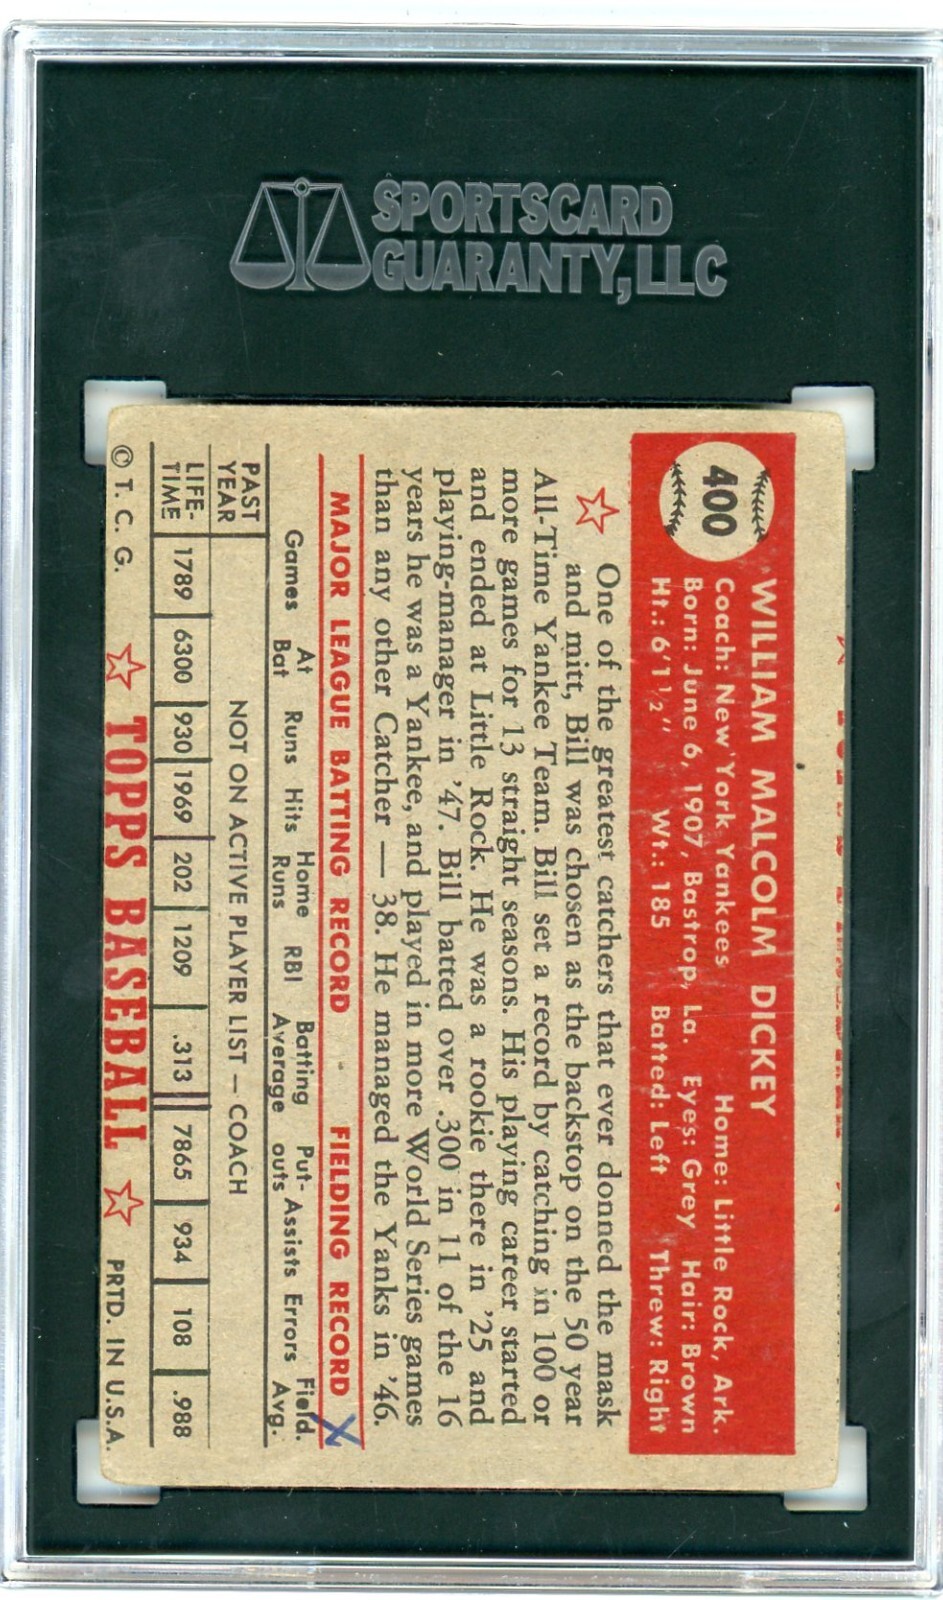 SPORTSCARD
GUARANTY, LLC
400
WILLIAM MALCOLM DICKEY
Coach: New York Yankees Home: Little Rock, Ark.
Born: June 6, 1907, Bastrop, La. Eyes: Grey Hair: Brown
Ht.: 6'1½" Wt.: 185 Batted: Left Threw: Right
One of the greatest catchers that ever donned the mask
and mitt, Bill was chosen as the backstop on the 50 year
All-Time Yankee Team. Bill set a record by catching in 100 or
more games for 13 straight seasons. His playing career started
and ended at Little Rock. He was a rookie there in '25 and
playing-manager in '47. Bill batted over .300 in 11 of the 16
years he was a Yankee, and played in more World Series games
than any other Catcher — 38. He managed the Yanks in '46.
MAJOR LEAGUE BATTING RECORD FIELDING RECORD X
Games At Bat Runs Hits Home Runs RBI Batting Average Put-outs Assists Errors Field. Avg.
PAST YEAR NOT ON ACTIVE PLAYER LIST — COACH
LIFE-TIME 1789 6300 930 1969 202 1209 .313 7865 934 108 .988
© T. C. G. TOPPS BASEBALL PRTD. IN U.S.A.